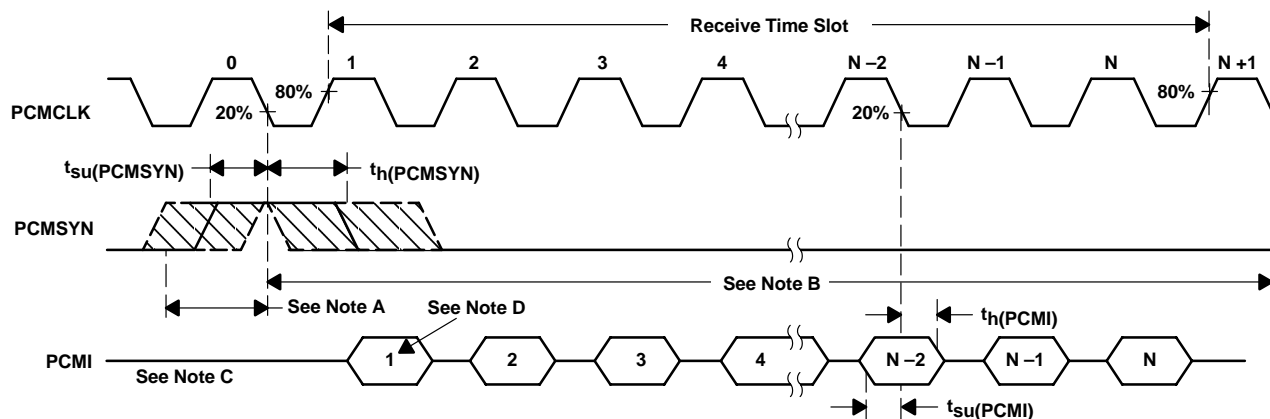 Receive Time Slot
0 1 2 3 4 N –2 N –1 N N +1
80% 80%
PCMCLK 20% 20%
tsu(PCMSYN) th(PCMSYN)
PCMSYN
See Note B
See Note A
See Note D th(PCMI)
PCMI 1 2 3 4 N –2 N –1 N
See Note C
tsu(PCMI)